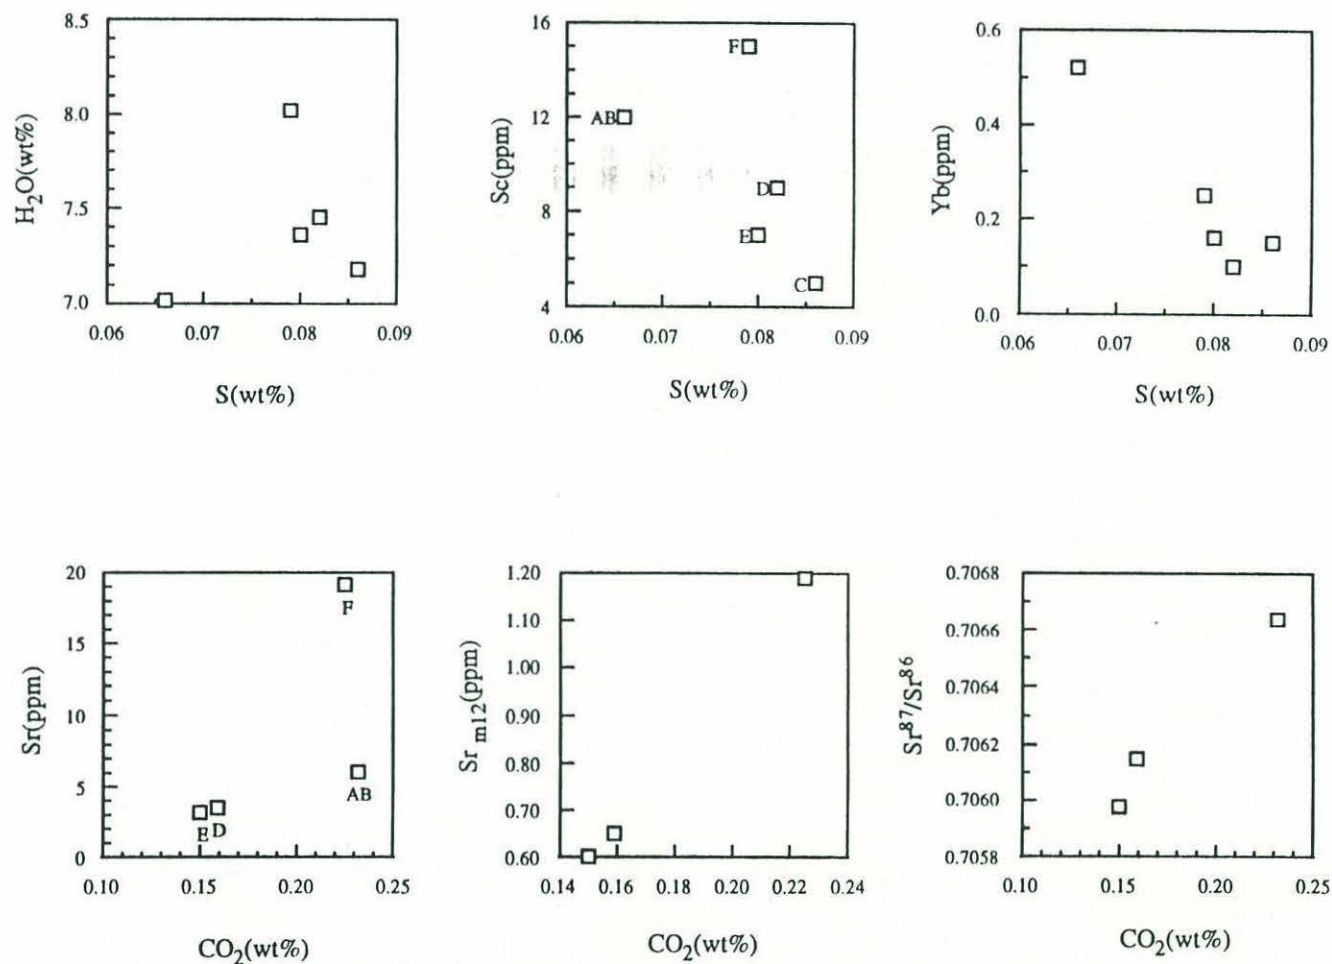 8.5
8.0
7.5
7.0
H2O(wt%)
0.06 0.07 0.08 0.09
S(wt%)
16
12
8
4
Sc(ppm)
F
AB
D
E
C
0.06 0.07 0.08 0.09
S(wt%)
0.6
0.4
0.2
0.0
Yb(ppm)
0.06 0.07 0.08 0.09
S(wt%)
20
15
10
5
0
Sr(ppm)
F
AB
E D
0.10 0.15 0.20 0.25
CO2(wt%)
1.20
1.10
1.00
0.90
0.80
0.70
0.60
Sr m12(ppm)
0.14 0.16 0.18 0.20 0.22 0.24
CO2(wt%)
0.7068
0.7066
0.7064
0.7062
0.7060
0.7058
Sr87/Sr86
0.10 0.15 0.20 0.25
CO2(wt%)